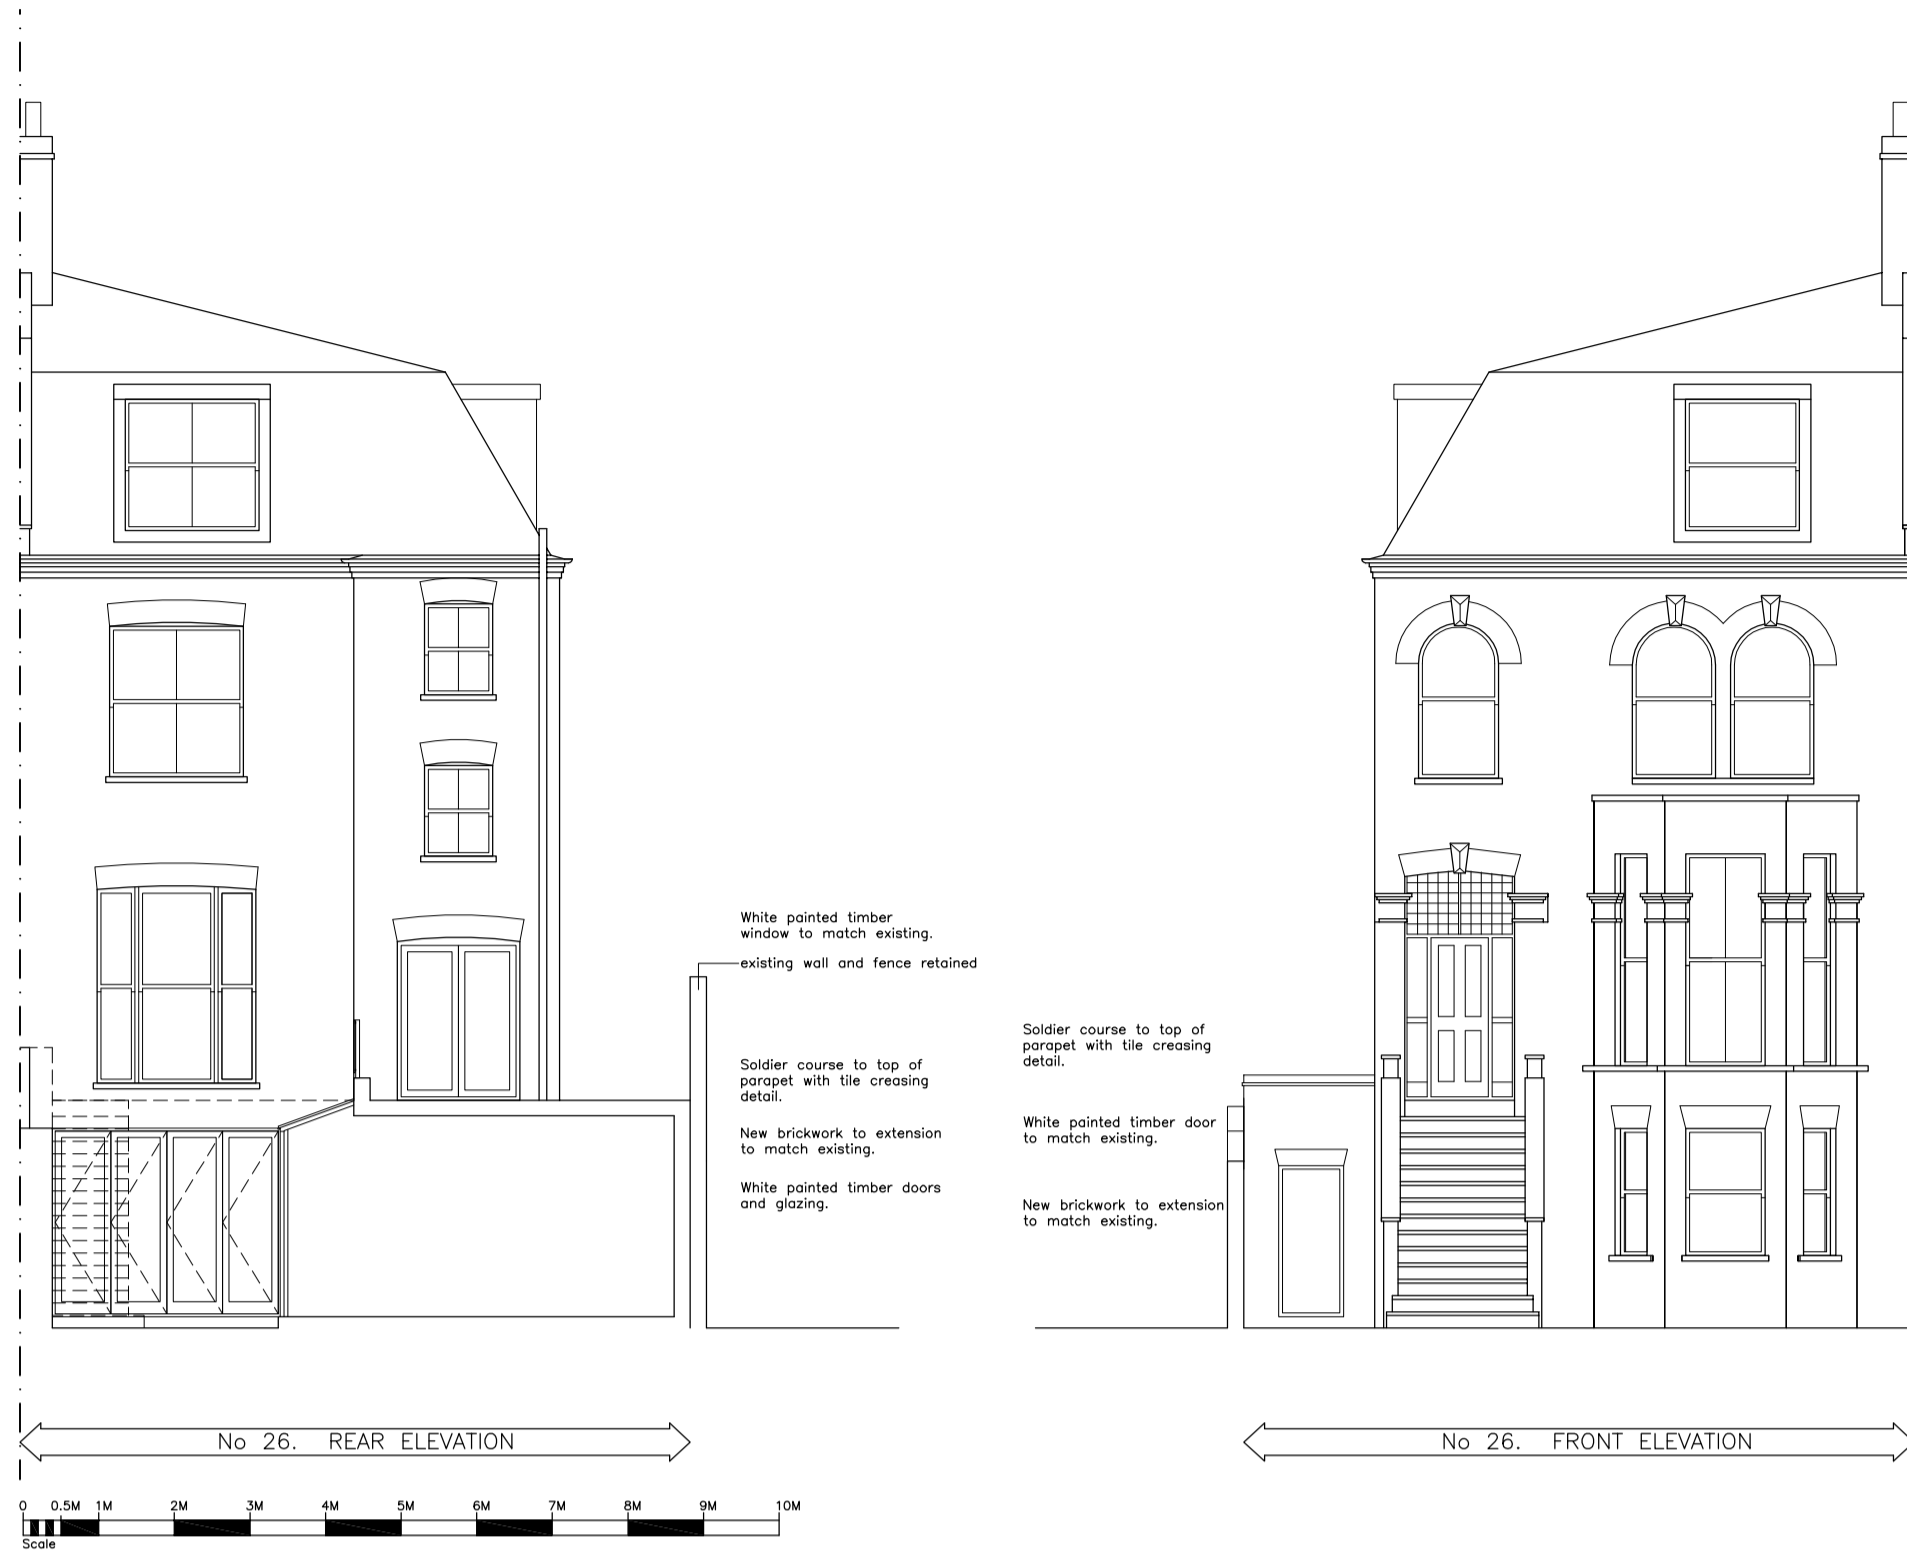 White painted timber
window to match existing.
existing wall and fence retained
Soldier course to top of
parapet with tile creasing
detail.
New brickwork to extension
to match existing.
White painted timber doors
and glazing.
Soldier course to top of
parapet with tile creasing
detail.
White painted timber door
to match existing.
New brickwork to extension
to match existing.
No 26. REAR ELEVATION
No 26. FRONT ELEVATION
0 0.5M 1M 2M 3M 4M 5M 6M 7M 8M 9M 10M
Scale